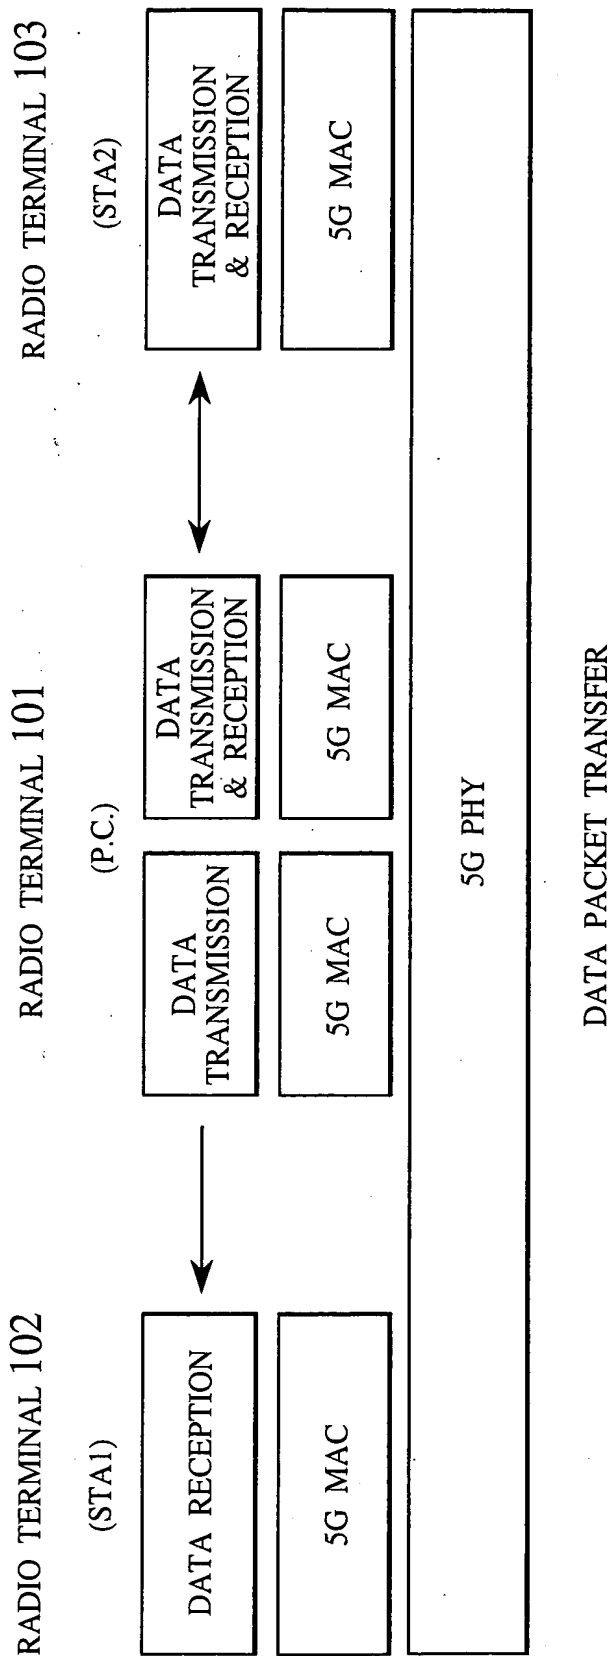 RADIO TERMINAL 102
(STA1)
RADIO TERMINAL 101
(P.C.)
RADIO TERMINAL 103
(STA2)
DATA RECEPTION
DATA
TRANSMISSION
DATA
TRANSMISSION
& RECEPTION
DATA
TRANSMISSION
& RECEPTION
5G MAC
5G MAC
5G MAC
5G MAC
5G PHY
DATA PACKET TRANSFER